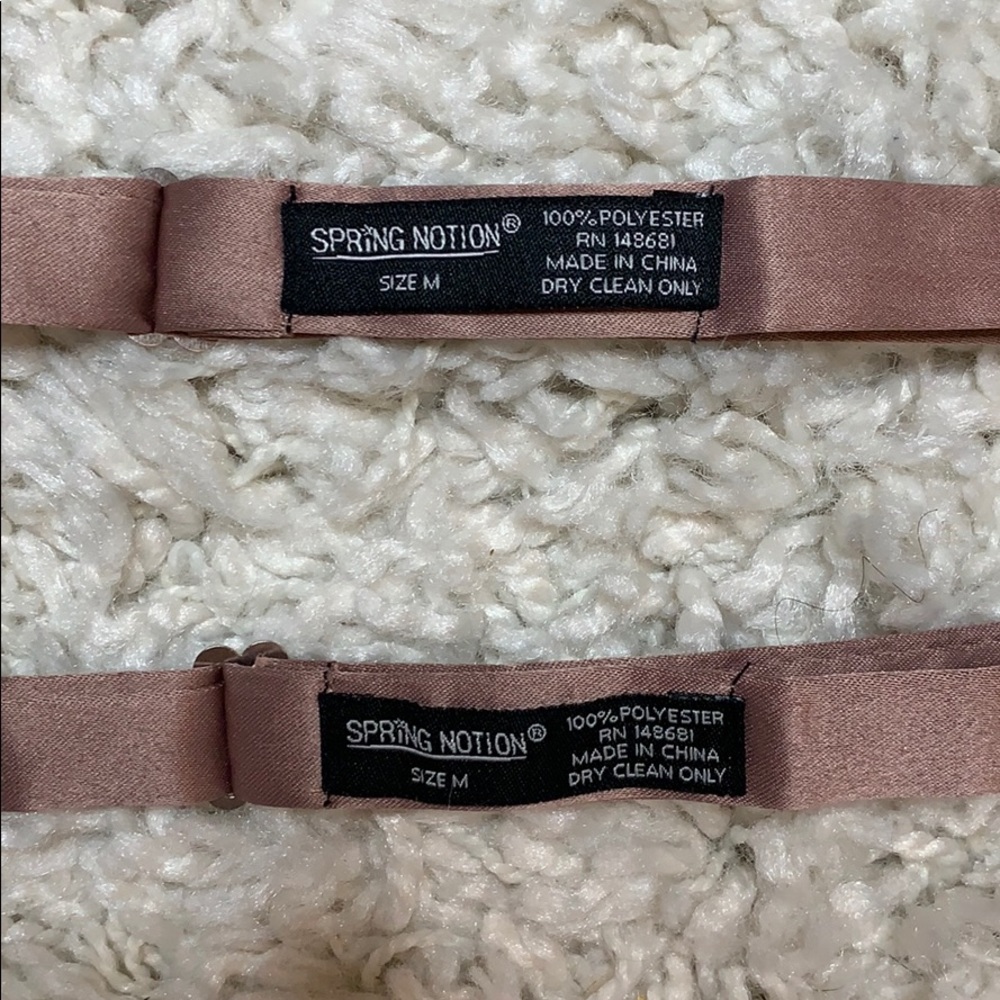 SPRiNG NOTION®
SIZE M
100% POLYESTER
RN 148681
MADE IN CHINA
DRY CLEAN ONLY
SPRiNG NOTION®
SIZE M
100% POLYESTER
RN 148681
MADE IN CHINA
DRY CLEAN ONLY